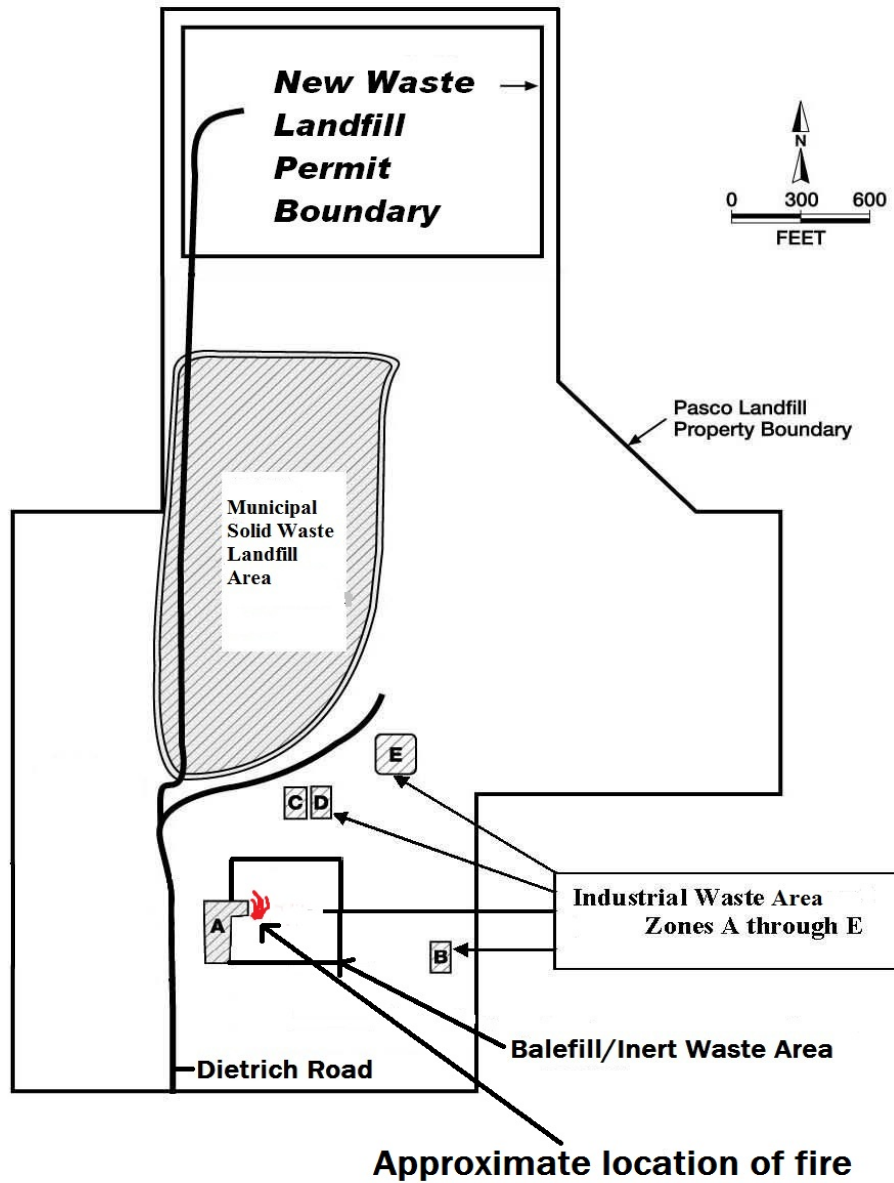 New Waste
Landfill
Permit
Boundary
N
0 300 600
FEET
Pasco Landfill
Property Boundary
Municipal
Solid Waste
Landfill
Area
E
C D
A
B
Industrial Waste Area
Zones A through E
Balefill/Inert Waste Area
Dietrich Road
Approximate location of fire